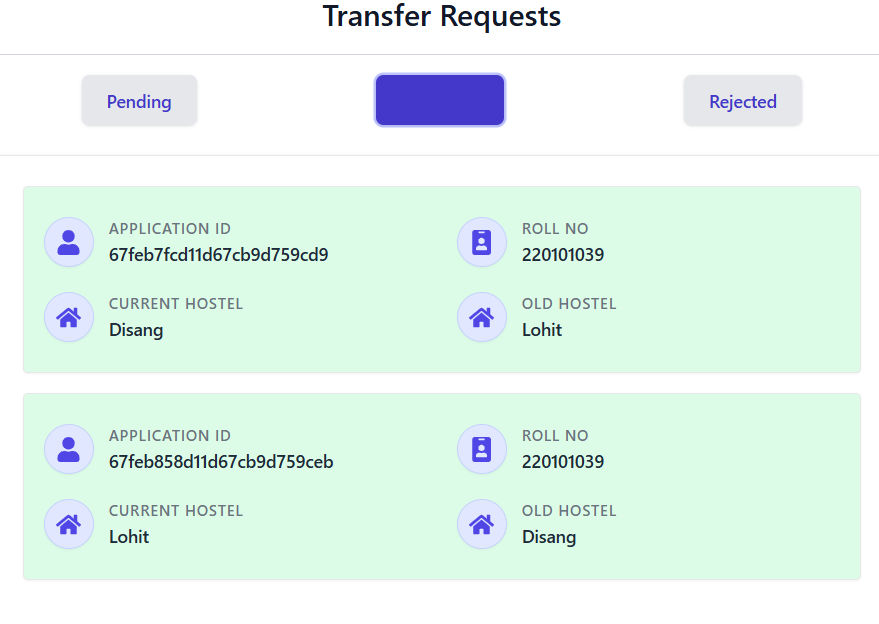 Transfer Requests
Pending
Rejected
APPLICATION ID
67feb7fcd11d67cb9d759cd9
ROLL NO
220101039
CURRENT HOSTEL
Disang
OLD HOSTEL
Lohit
APPLICATION ID
67feb858d11d67cb9d759ceb
ROLL NO
220101039
CURRENT HOSTEL
Lohit
OLD HOSTEL
Disang